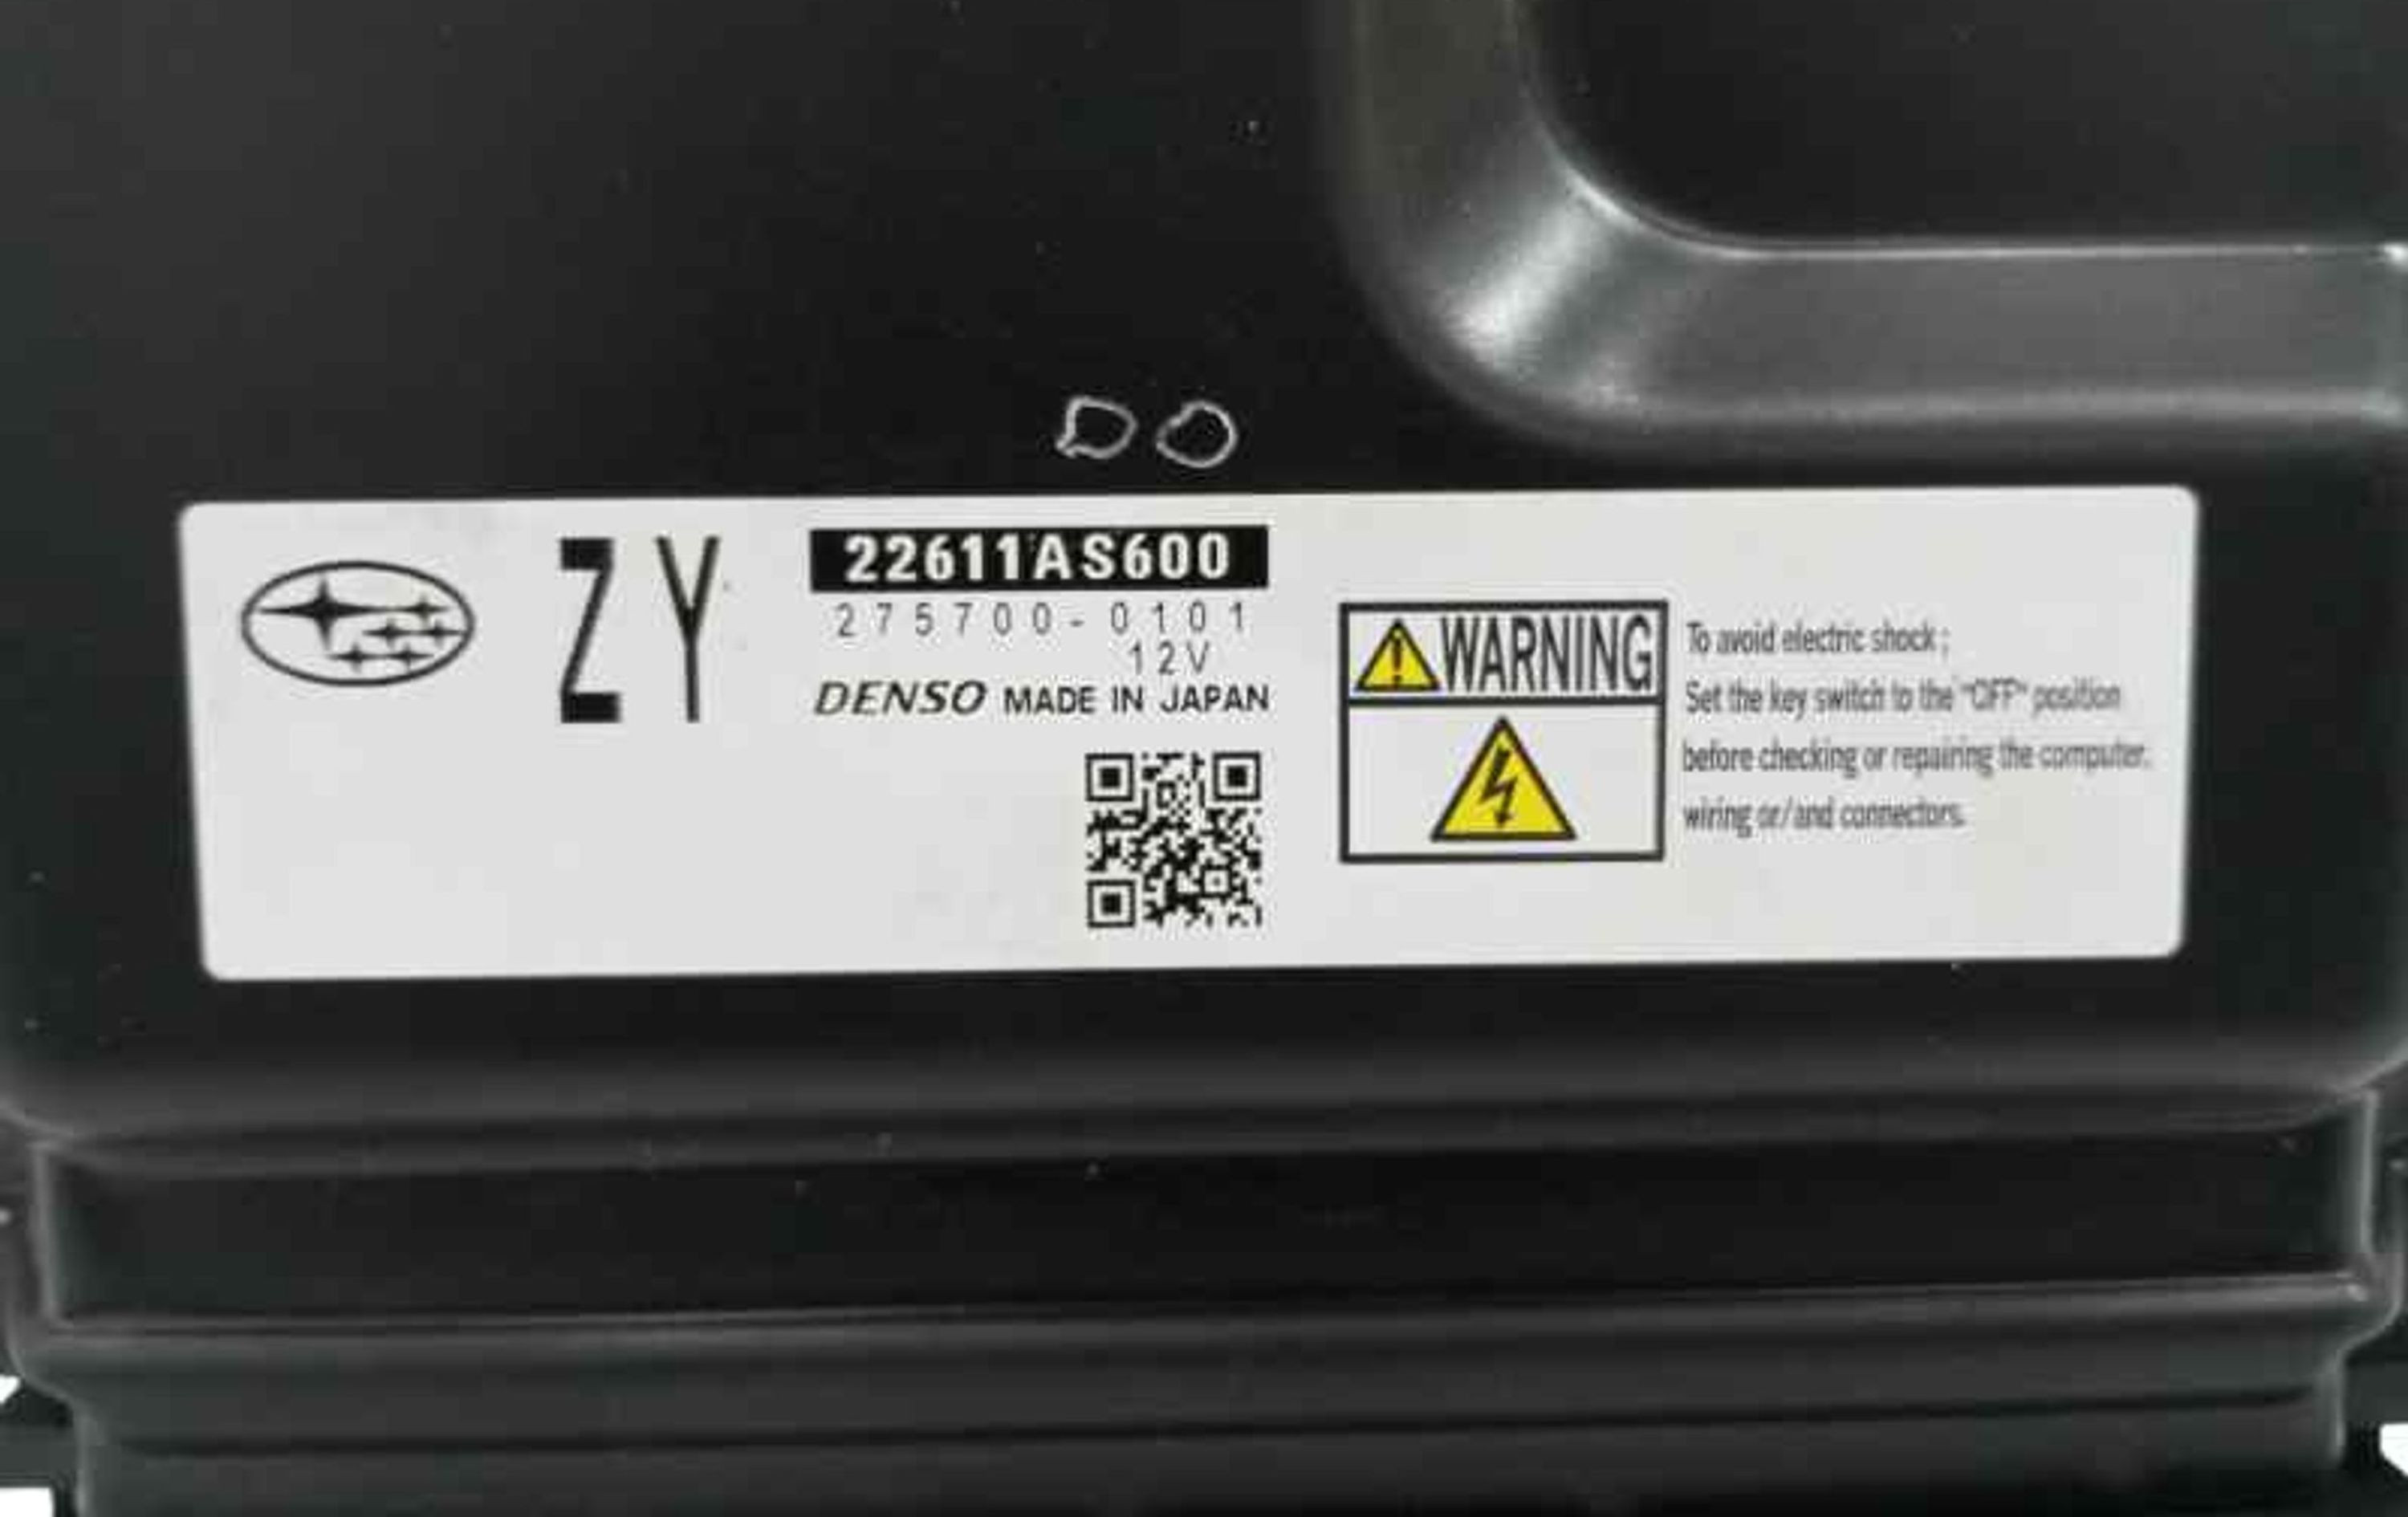 ZY
22611AS600
275700-0101
12V
DENSO MADE IN JAPAN
WARNING
To avoid electric shock ;
Set the key switch to the "OFF" position
before checking or repairing the computer,
wiring or/and connectors.